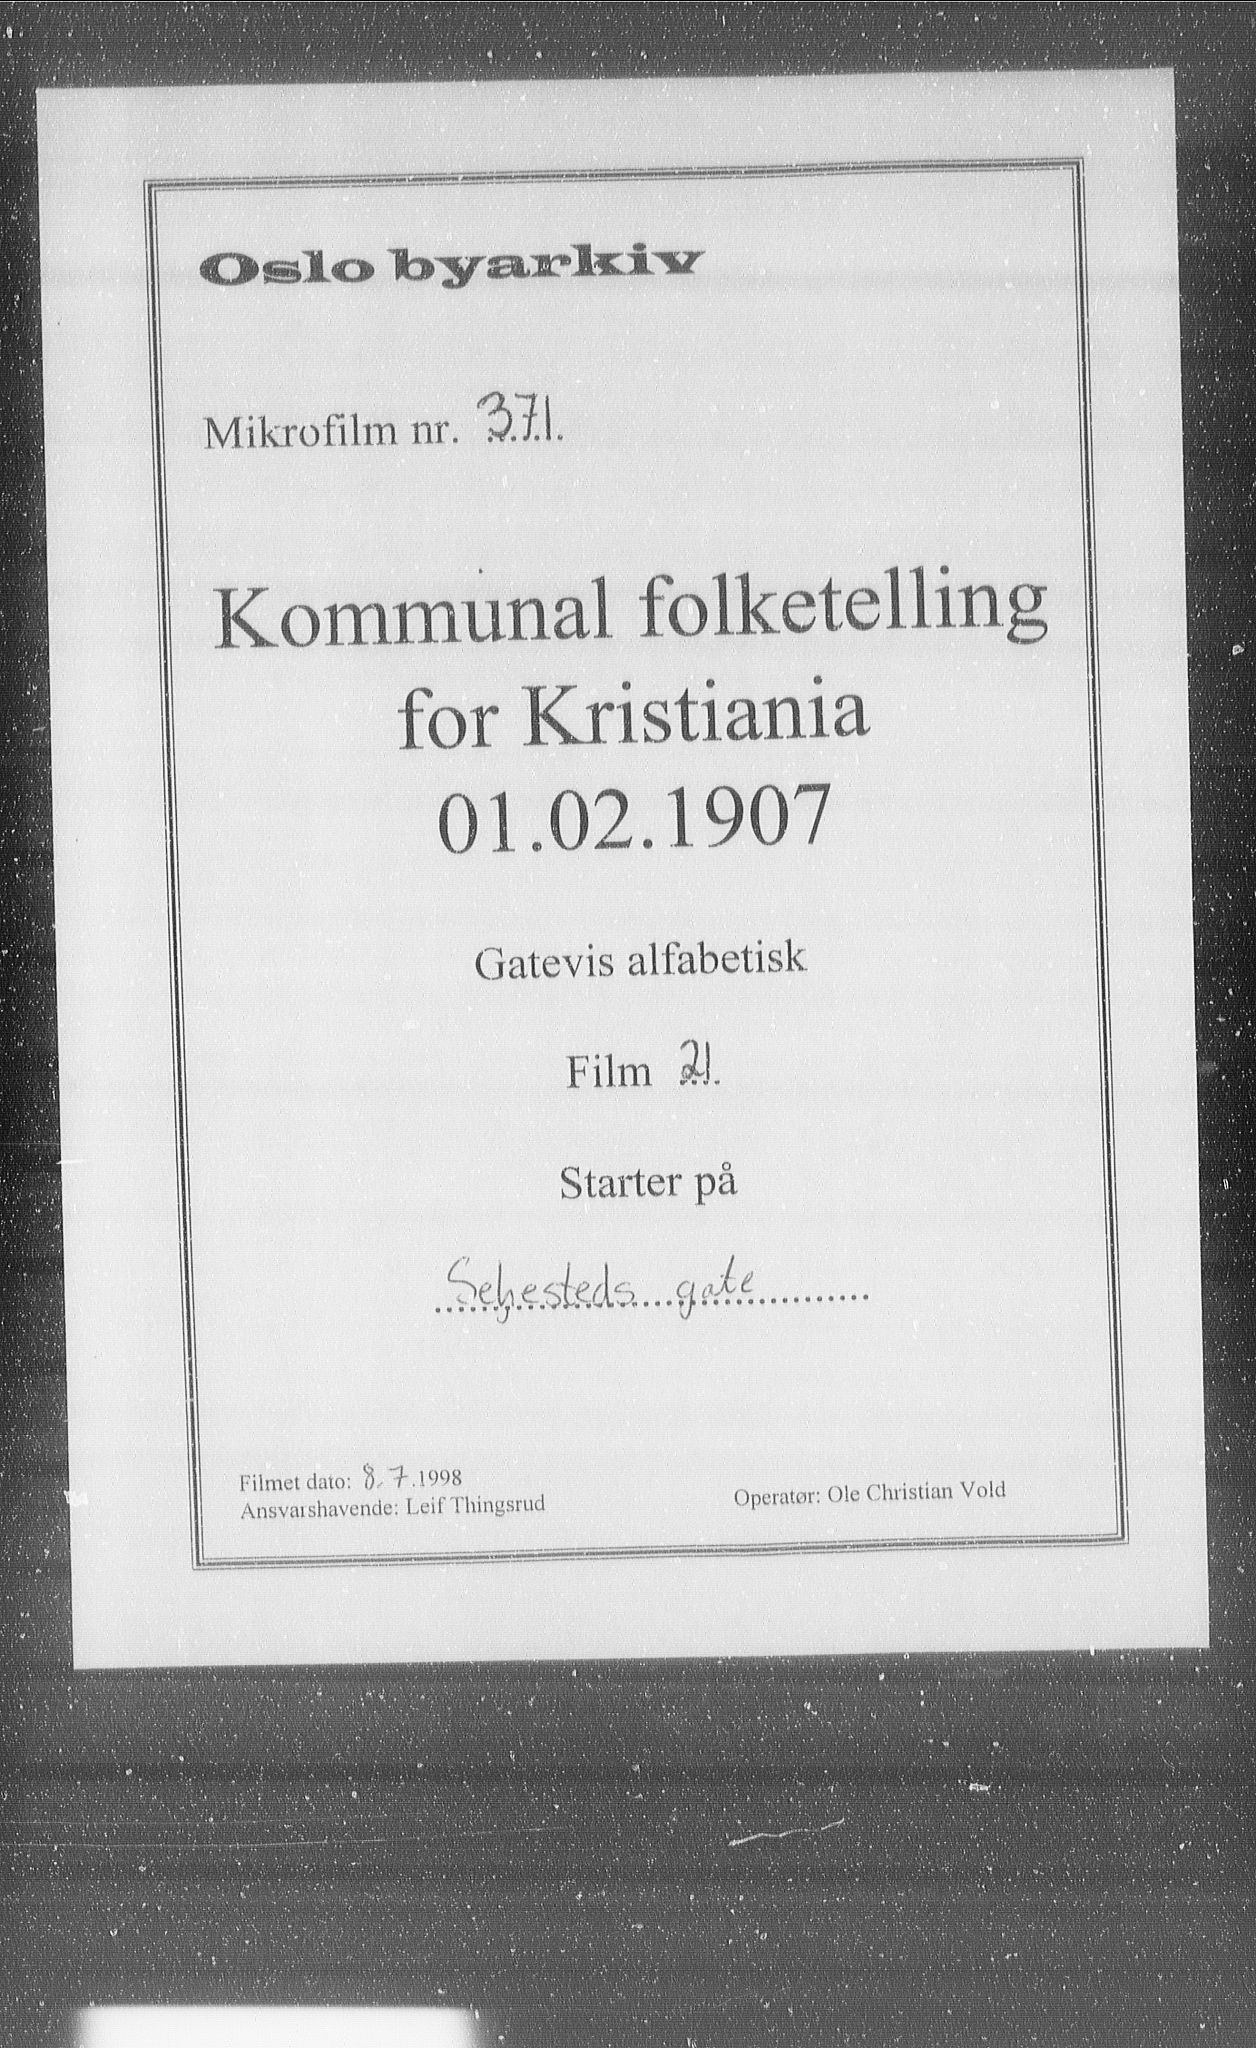 Oslo byarkiv
Mikrofilm nr. 371.
Kommunal folketelling
for Kristiania
01.02.1907
Gatevis alfabetisk
Film 21
Starter på
Sehesteds gate
Filmet dato: 8.7.1998
Ansvarshavende: Leif Thingsrud
Operatør: Ole Christian Vold